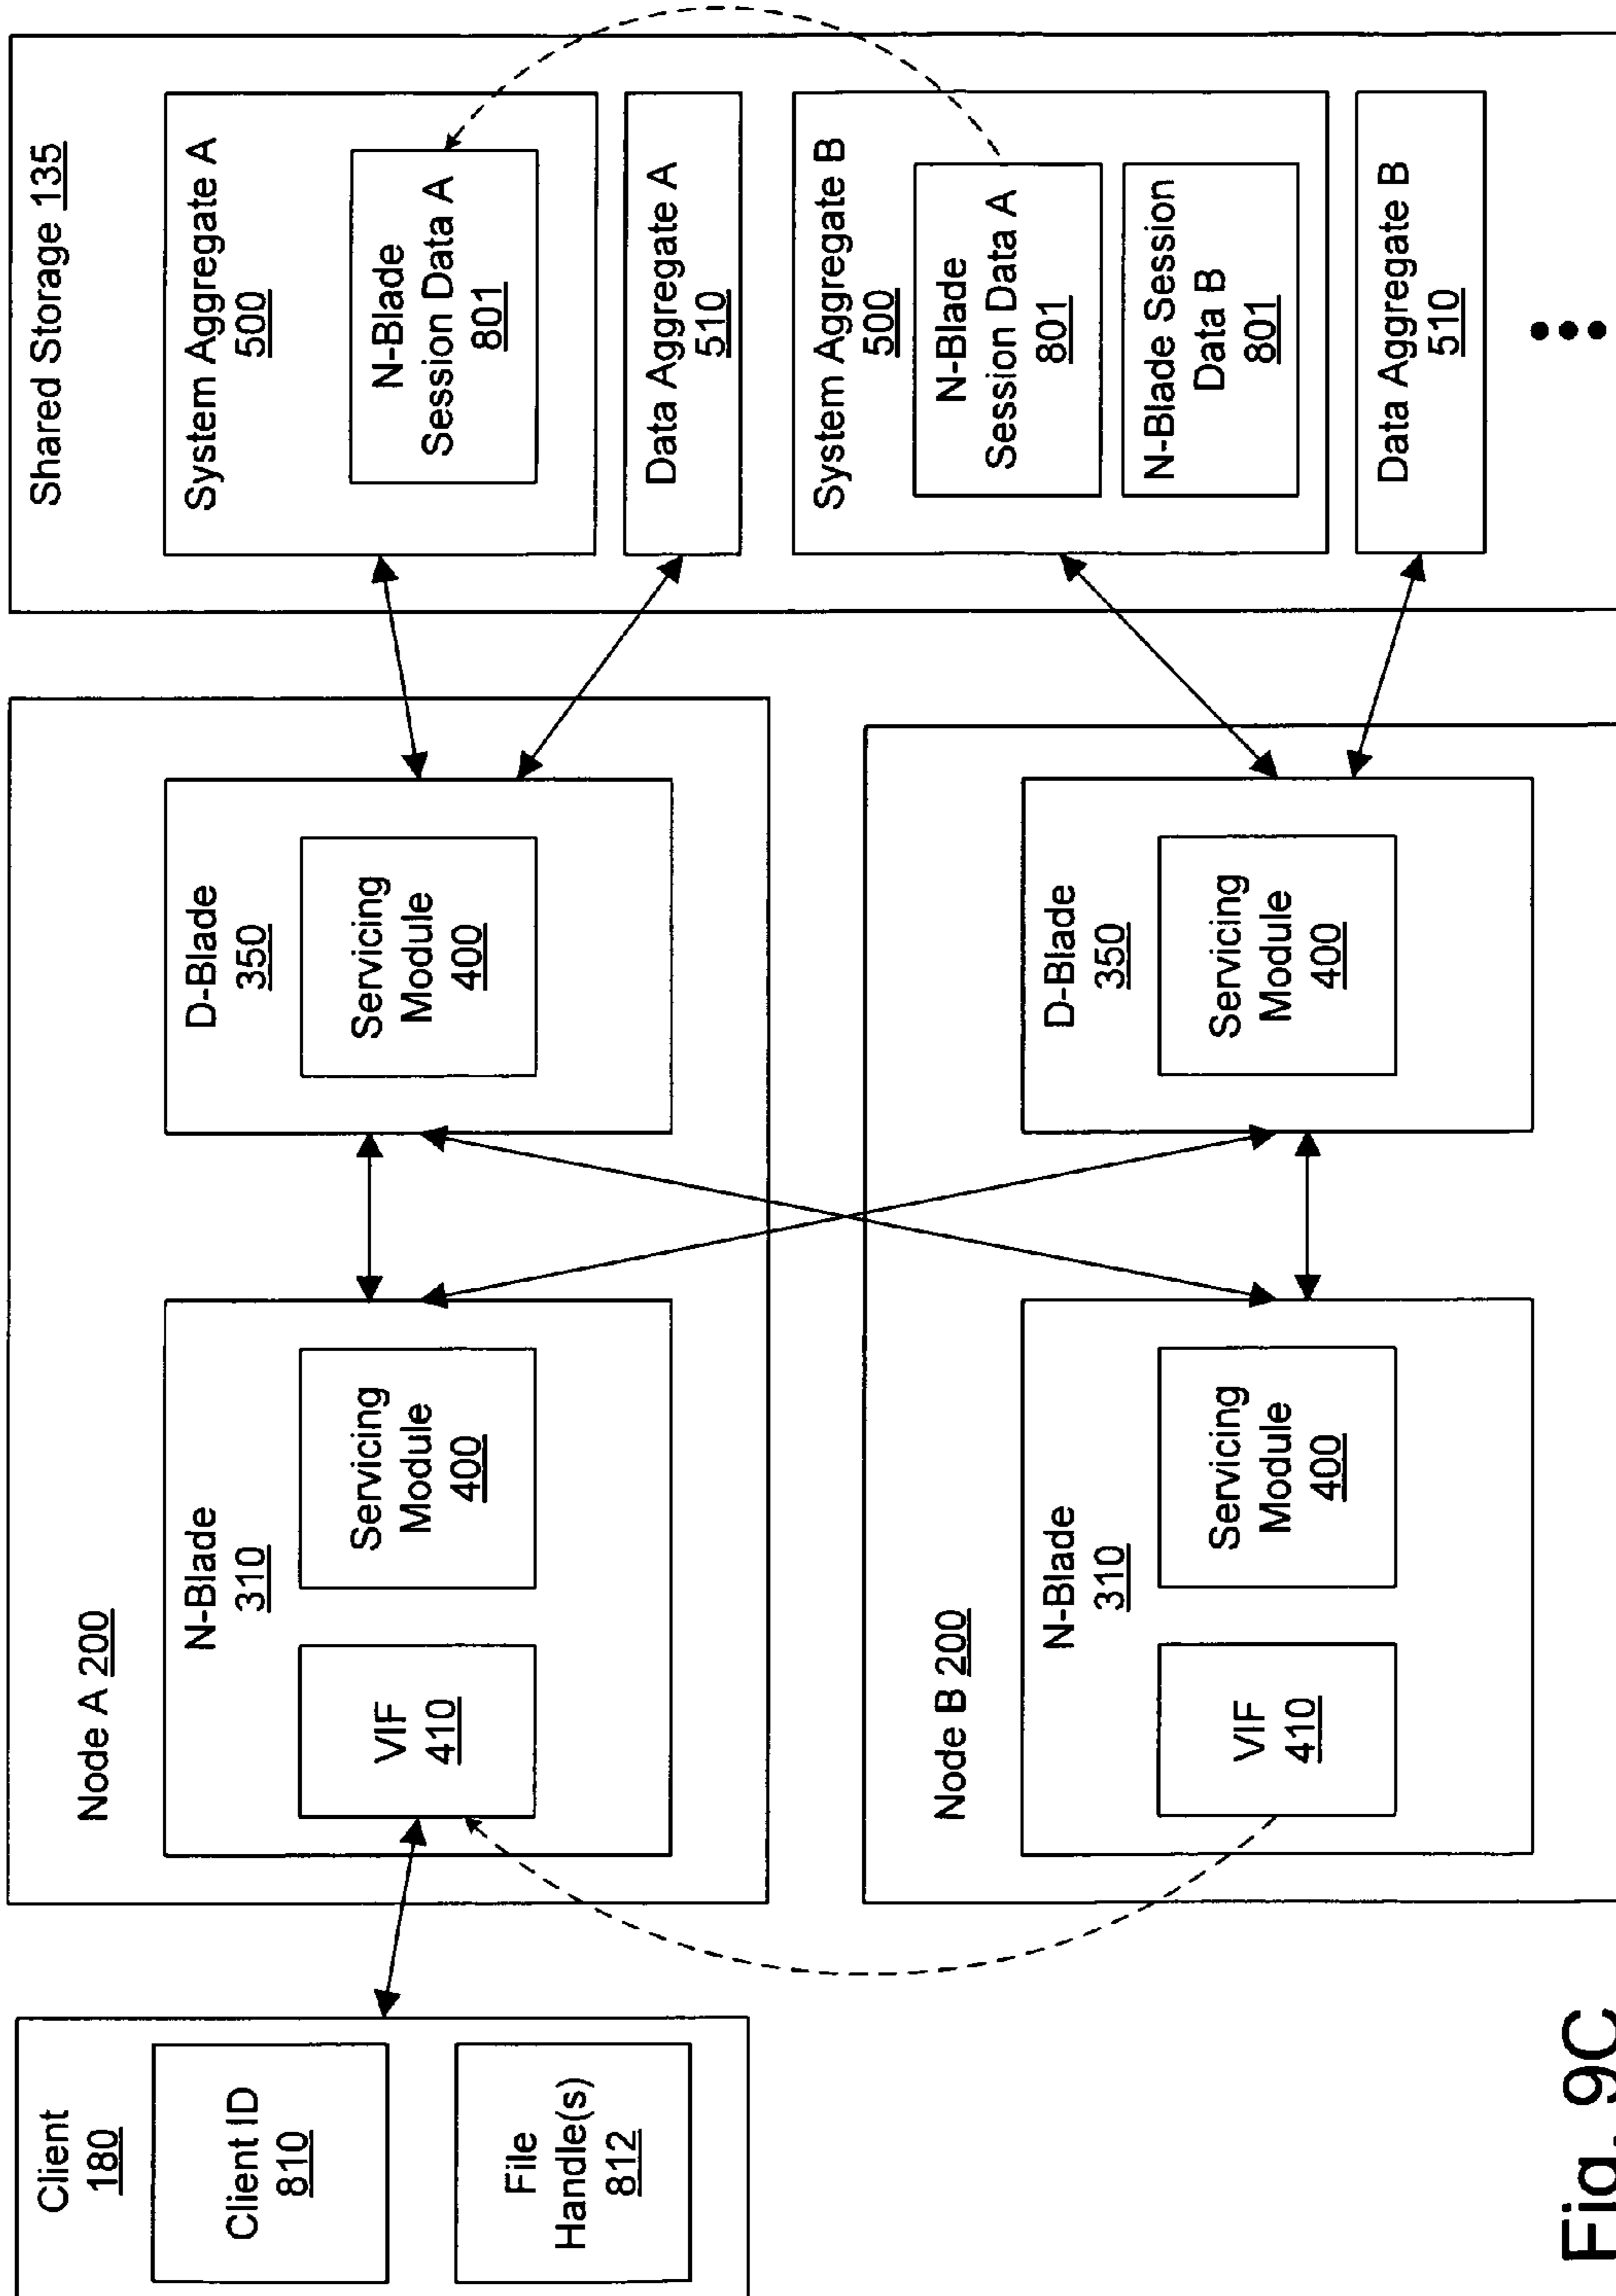 Client
180
Client ID
810
File
Handle(s)
812
Node A 200
N-Blade
310
VIF
410
Servicing
Module
400
D-Blade
350
Servicing
Module
400
Node B 200
N-Blade
310
VIF
410
Servicing
Module
400
D-Blade
350
Servicing
Module
400
Shared Storage 135
System Aggregate A
500
N-Blade
Session Data A
801
Data Aggregate A
510
System Aggregate B
500
N-Blade
Session Data A
801
N-Blade Session
Data B
801
Data Aggregate B
510
Fig. 9C